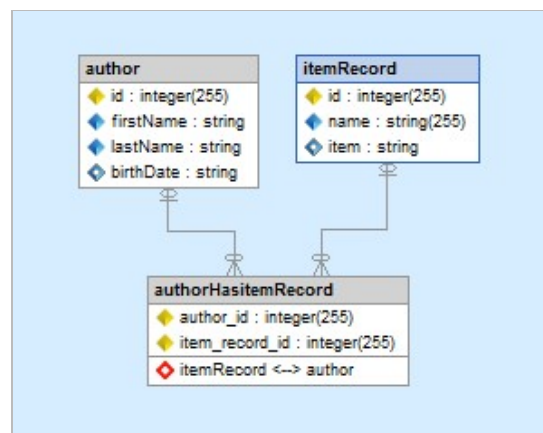 author
id : integer(255)
firstName : string
lastName : string
birthDate : string
itemRecord
id : integer(255)
name : string(255)
item : string
authorHasitemRecord
author_id : integer(255)
item_record_id : integer(255)
itemRecord <--> author